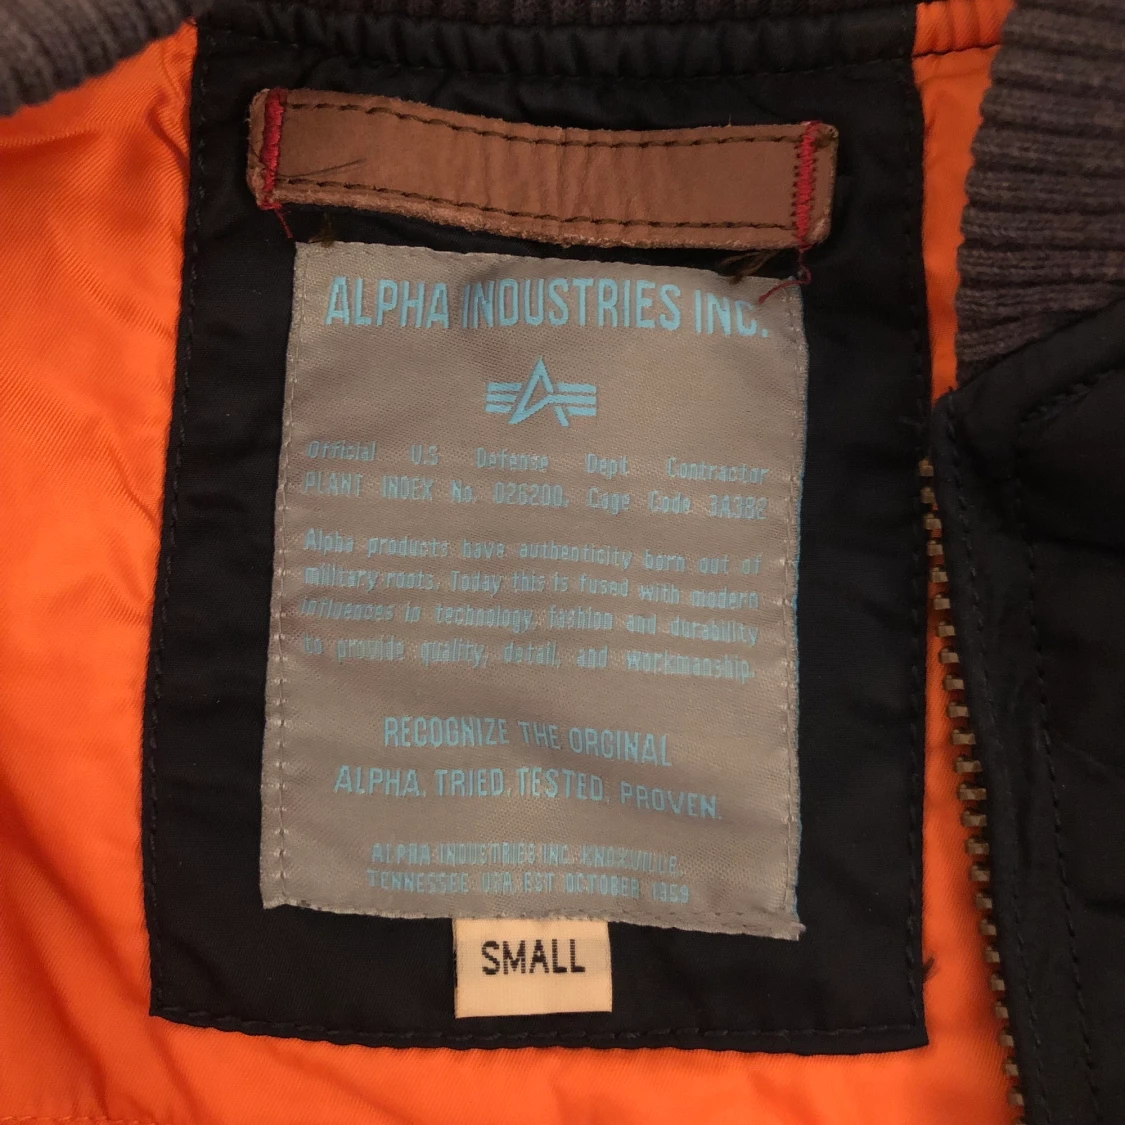 ALPHA INDUSTRIES INC.
Official U.S Defense Dept Contractor
PLANT INDEX No. 026200. Cage Code 3A382
Alpha products have authenticity born out of
military roots. Today this is fused with modern
influences in technology, fashion and durability
to provide quality, detail, and workmanship.
RECOGNIZE THE ORGINAL
ALPHA. TRIED. TESTED. PROVEN.
ALPHA INDUSTRIES INC. KNOXVILLE.
TENNESSEE USA EST OCTOBER 1959
SMALL